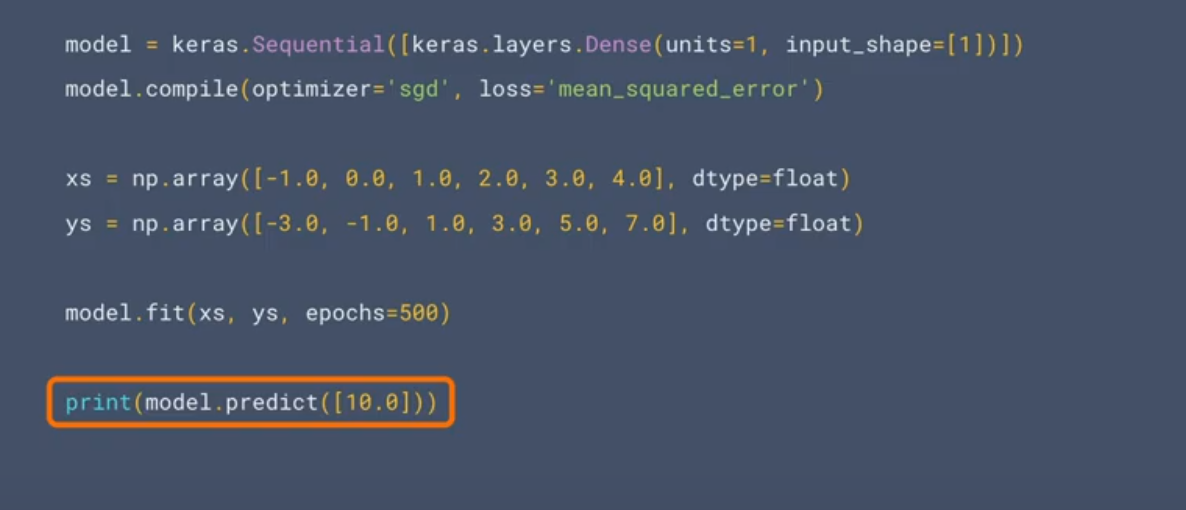 model = keras.Sequential([keras.layers.Dense(units=1, input_shape=[1])])
model.compile(optimizer='sgd', loss='mean_squared_error')
xs = np.array([-1.0, 0.0, 1.0, 2.0, 3.0, 4.0], dtype=float)
ys = np.array([-3.0, -1.0, 1.0, 3.0, 5.0, 7.0], dtype=float)
model.fit(xs, ys, epochs=500)
print(model.predict([10.0]))